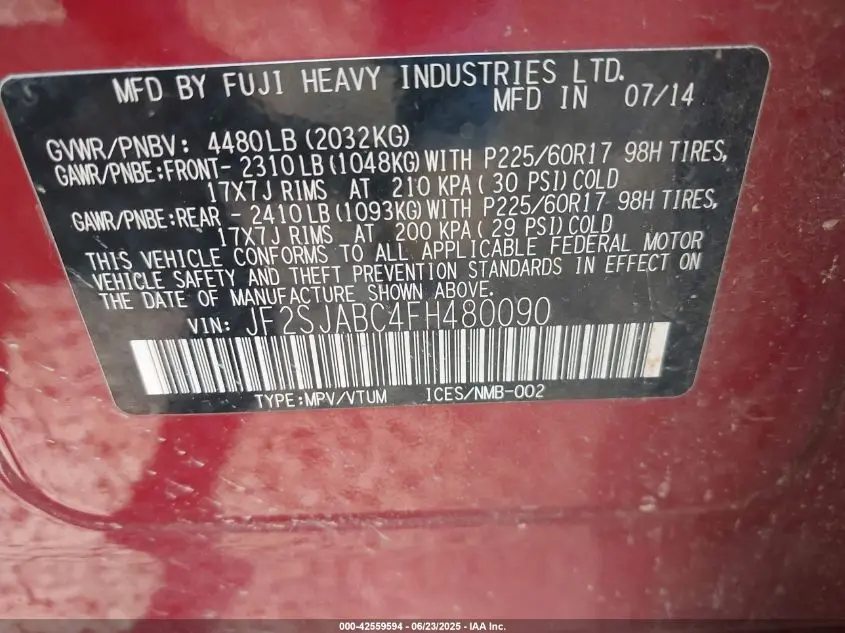 MFD BY FUJI HEAVY INDUSTRIES LTD.
MFD IN 07/14
GVWR/PNBV: 4480LB(2032KG)
GAWR/PNBE:FRONT-2310LB(1048KG)WITH P225/60R17 98H TIRES,
17X7J RIMS AT 210 KPA(30 PSI)COLD
GAWR/PNBE:REAR -2410LB(1093KG)WITH P225/60R17 98H TIRES,
17X7J RIMS AT 200 KPA(29 PSI)COLD
THIS VEHICLE CONFORMS TO ALL APPLICABLE FEDERAL MOTOR
VEHICLE SAFETY AND THEFT PREVENTION STANDARDS IN EFFECT ON
THE DATE OF MANUFACTURE SHOWN ABOVE.
VIN: JF2SJABC4FH480090
TYPE:MPV/VTUM ICES/NMB-002
000-42559594 - 06/23/2025 - IAA Inc.